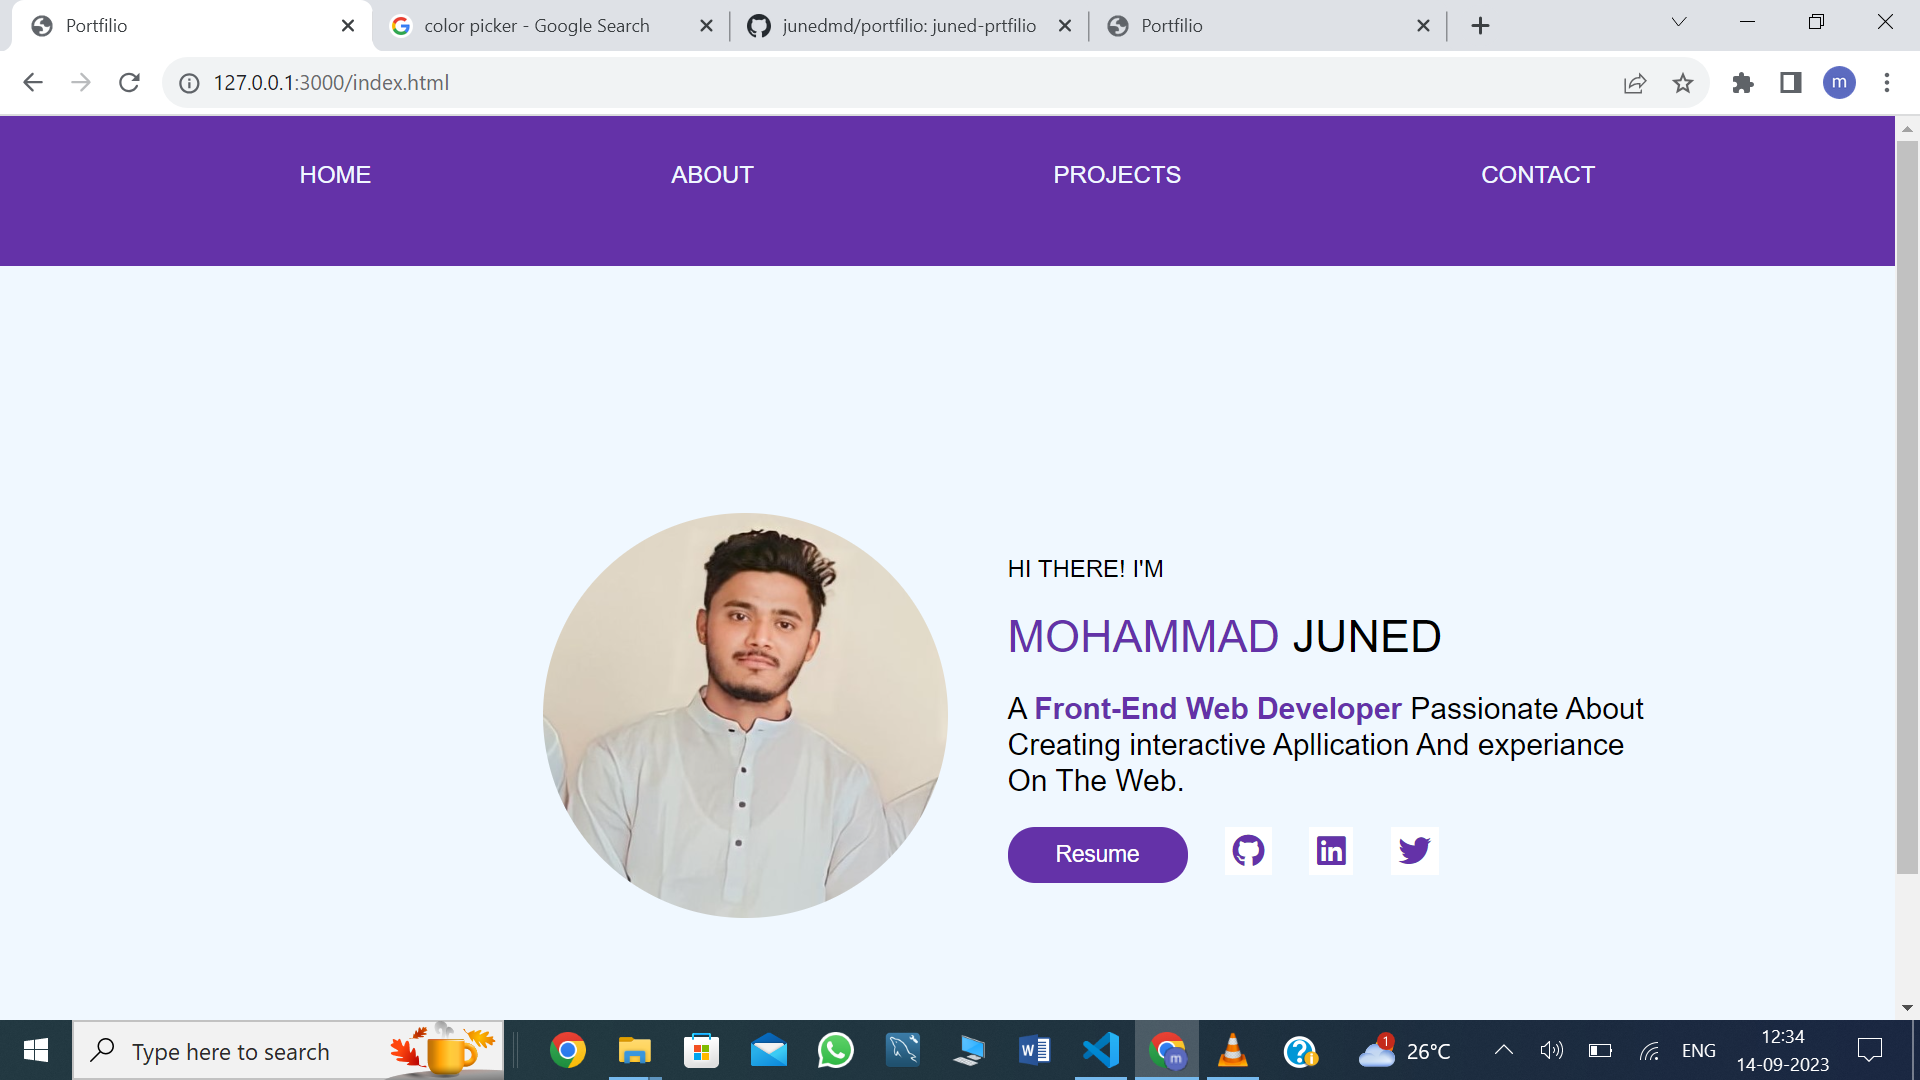 Portfilio
color picker - Google Search
junedmd/portfilio: juned-prtfilio
Portfilio
127.0.0.1:3000/index.html
m
HOME
ABOUT
PROJECTS
CONTACT
HI THERE! I'M
MOHAMMAD JUNED
A Front-End Web Developer Passionate About
Creating interactive Apllication And experiance
On The Web.
Resume
in
Type here to search
W
m
1
26°C
ENG
12:34
14-09-2023